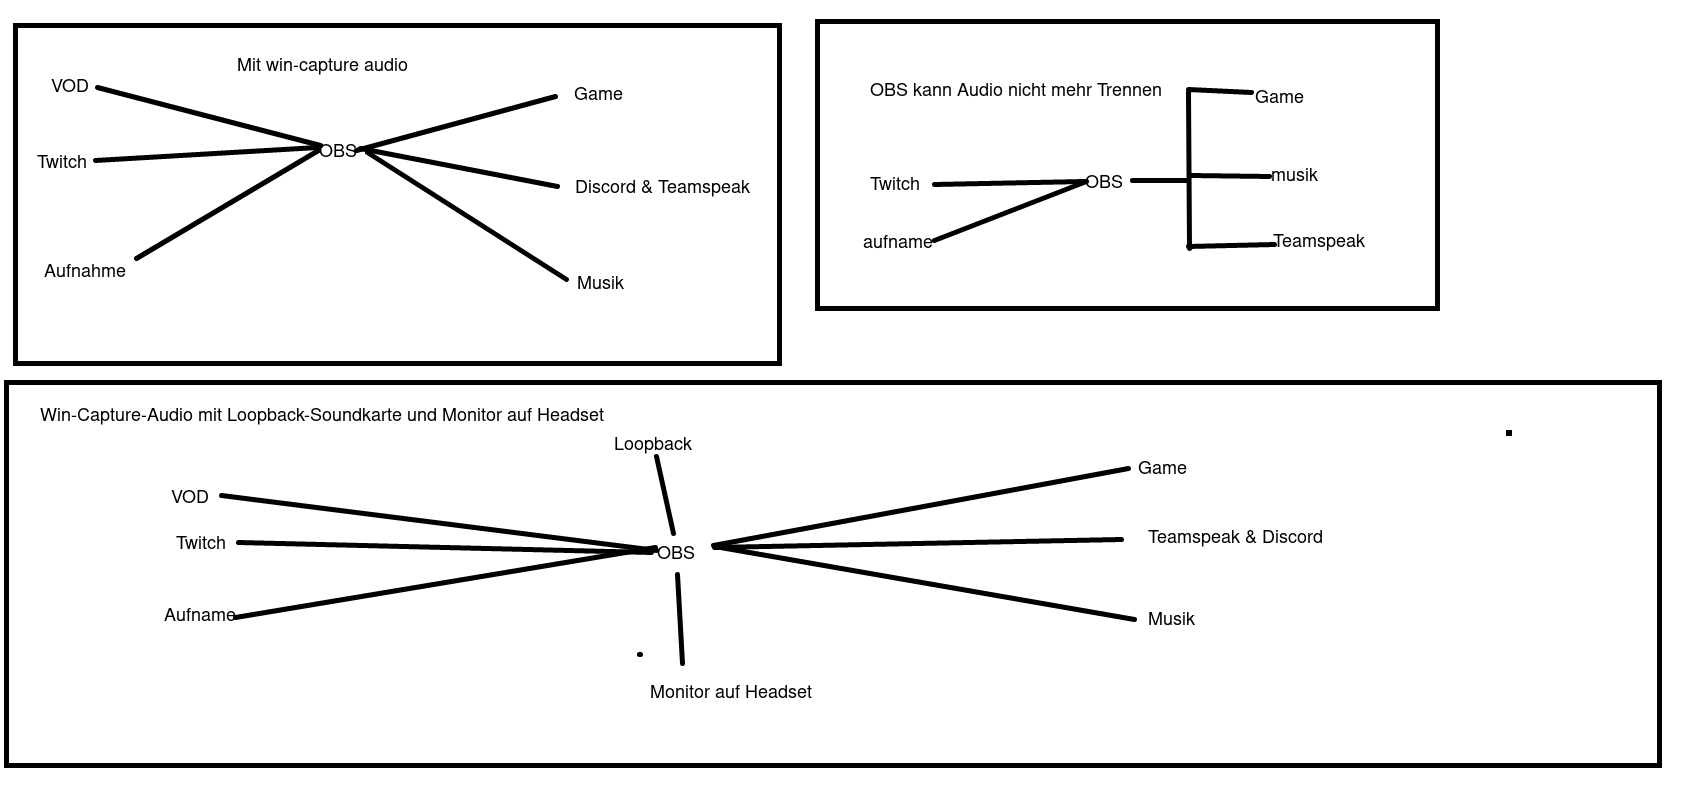 Mit win-capture audio
VOD
Game
OBS
Twitch
Discord & Teamspeak
Aufnahme
Musik
OBS kann Audio nicht mehr Trennen
Game
musik
Twitch
OBS
aufname
Teamspeak
Win-Capture-Audio mit Loopback-Soundkarte und Monitor auf Headset
Loopback
Game
VOD
Teamspeak & Discord
Twitch
OBS
Aufname
Musik
Monitor auf Headset